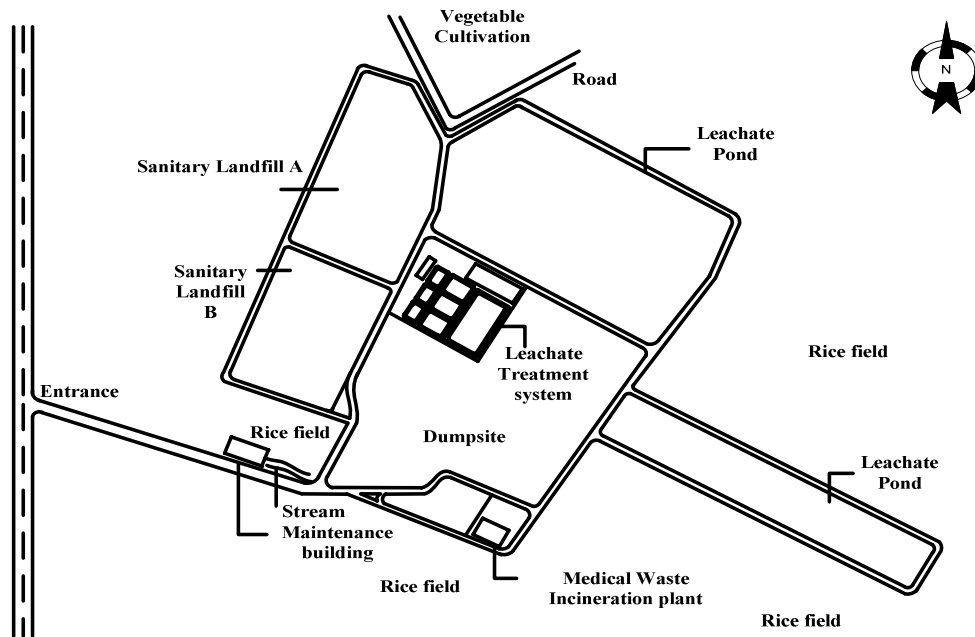 Vegetable
Cultivation
Road
N
Leachate
Pond
Sanitary Landfill A
Sanitary
Landfill
B
Leachate
Treatment
system
Rice field
Entrance
Rice field
Dumpsite
Leachate
Pond
Stream
Maintenance
building
Rice field
Medical Waste
Incineration plant
Rice field